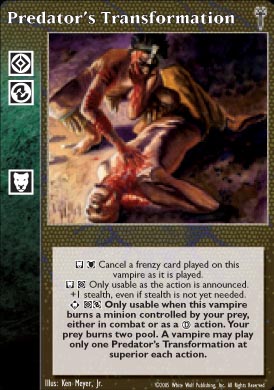 Predator's Transformation
Cancel a frenzy card played on this
vampire as it is played.
Only usable as the action is announced.
+1 stealth, even if stealth is not yet needed.
Only usable when this vampire
burns a minion controlled by your prey,
either in combat or as a D action. Your
prey burns two pool. A vampire may play
only one Predator's Transformation at
superior each action.
Illus: Ken Meyer, Jr.
©2005 White Wolf Publishing, Inc. All Rights Reserved.